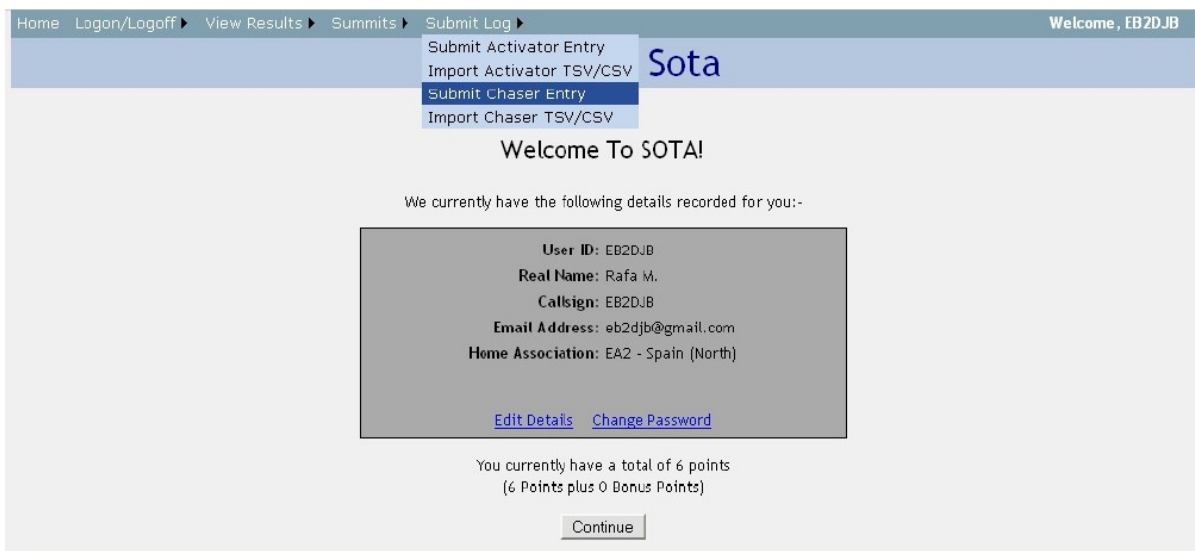 Home Logon/Logoff View Results Summits Submit Log Welcome, EB2DJB
Submit Activator Entry
Import Activator TSV/CSV
Submit Chaser Entry
Import Chaser TSV/CSV
Sota
Welcome To SOTA!
We currently have the following details recorded for you:-
User ID: EB2DJB
Real Name: Rafa M.
Callsign: EB2DJB
Email Address: eb2djb@gmail.com
Home Association: EA2 - Spain (North)
Edit Details Change Password
You currently have a total of 6 points
(6 Points plus 0 Bonus Points)
Continue